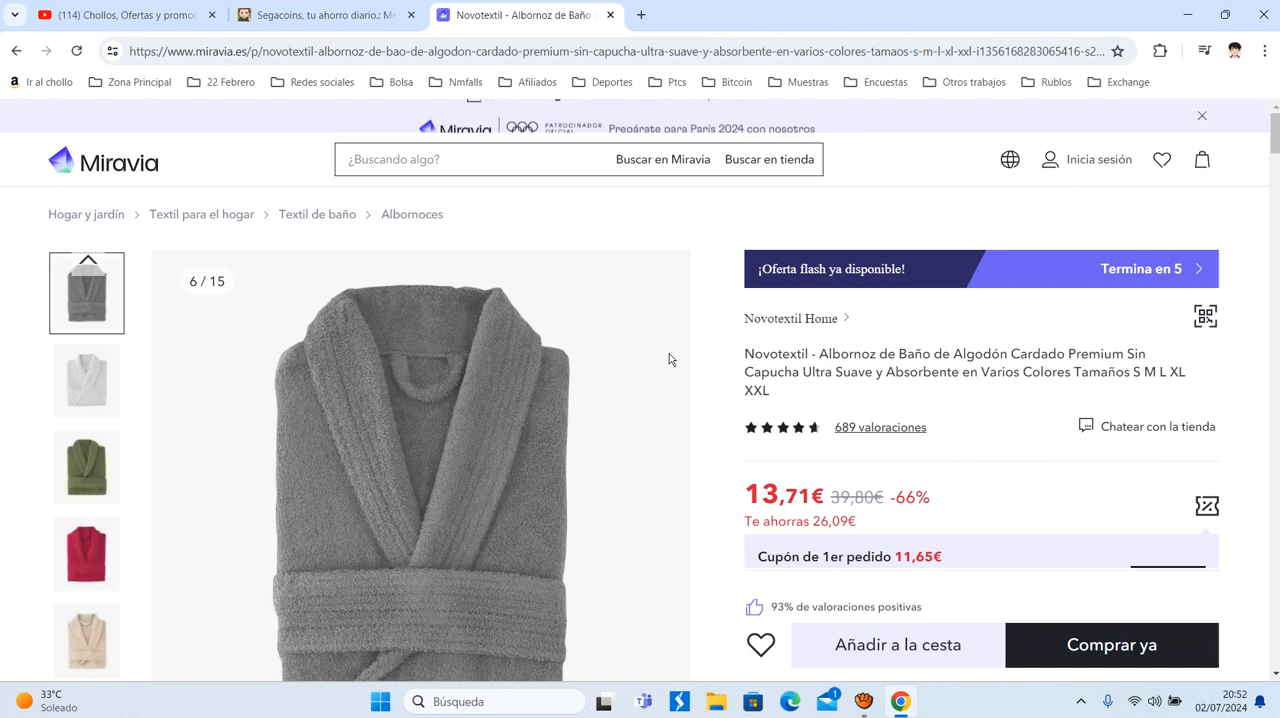 (114) Chollos, Ofertas y promo
Segacoins, tu ahorro diario.: Me
Novotextil - Albornoz de Baño
https://www.miravia.es/p/novotextil-albornoz-de-bao-de-algodon-cardado-premium-sin-capucha-ultra-suave-y-absorbente-en-varios-colores-tamaos-s-m-l-xl-xxl-i1356168283065416-s2...
Ir al chollo Zona Principal 22 Febrero Redes sociales Bolsa Nmfalls Afiliados Deportes Ptcs Bitcoin Muestras Encuestas Otros trabajos Rublos Exchange
Miravia PATROCINADOR Prepárate para París 2024 con nosotros
Miravia
¿Buscando algo? Buscar en Miravia Buscar en tienda
Inicia sesión
Hogar y jardín > Textil para el hogar > Textil de baño > Albornoces
6 / 15
¡Oferta flash ya disponible! Termina en 5
Novotextil Home
Novotextil - Albornoz de Baño de Algodón Cardado Premium Sin
Capucha Ultra Suave y Absorbente en Varios Colores Tamaños S M L XL
XXL
689 valoraciones
Chatear con la tienda
13,71€ 39,80€ -66%
Te ahorras 26,09€
Cupón de 1er pedido 11,65€
93% de valoraciones positivas
Añadir a la cesta
Comprar ya
33°C
Soleado
Búsqueda
1
20:52
02/07/2024